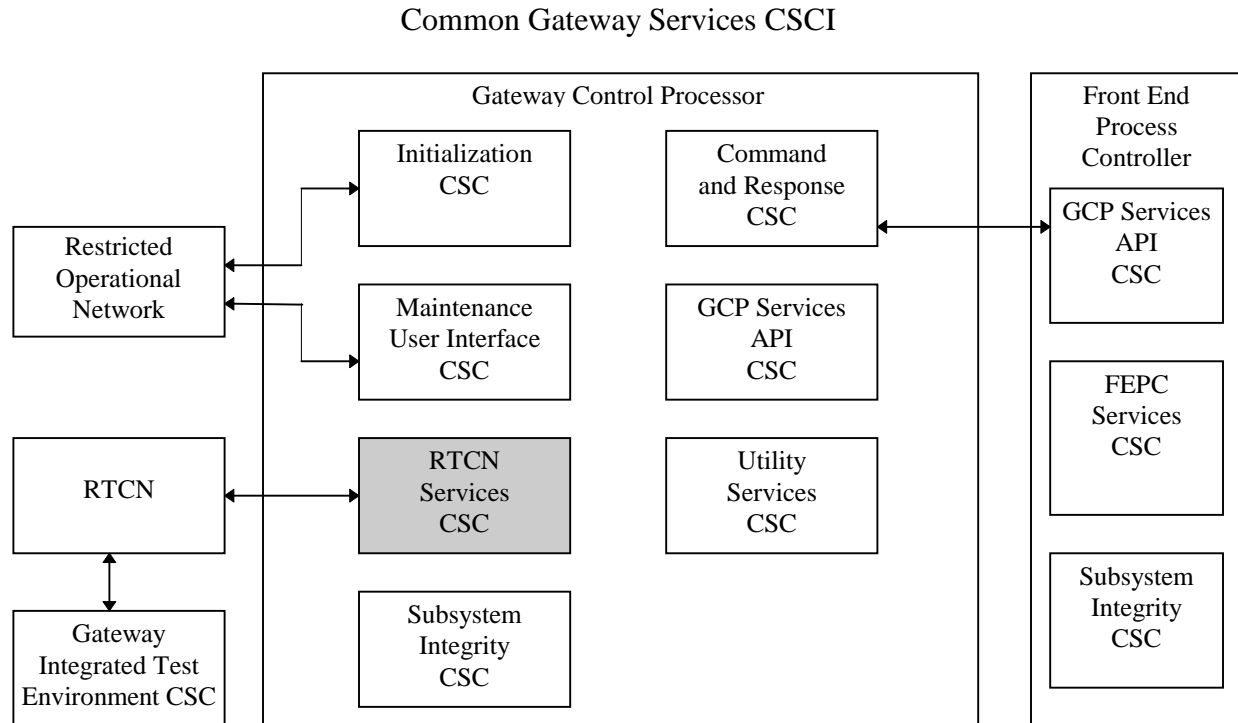 Common Gateway Services CSCI
Gateway Control Processor
Front End
Process
Controller
Initialization
CSC
Command
and Response
CSC
GCP Services
API
CSC
Restricted
Operational
Network
Maintenance
User Interface
CSC
GCP Services
API
CSC
FEPC
Services
CSC
RTCN
RTCN
Services
CSC
Utility
Services
CSC
Subsystem
Integrity
CSC
Gateway
Integrated Test
Environment CSC
Subsystem
Integrity
CSC